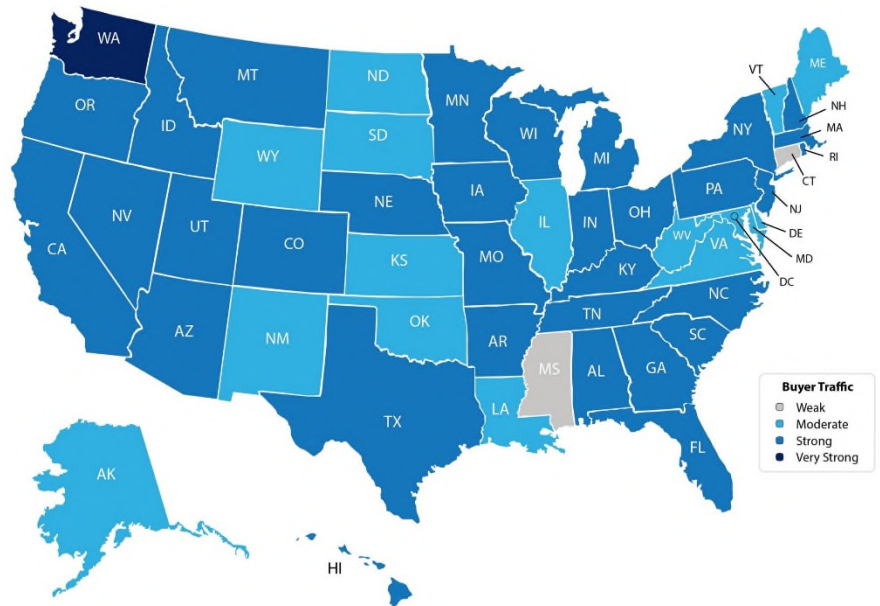 WA
MT
ND
MN
VT
ME
OR
ID
SD
WI
MI
NY
NH
MA
RI
CT
WY
IA
NE
PA
NJ
NV
UT
CO
IL
IN
OH
DE
MD
DC
WV
VA
CA
KS
MO
KY
NC
AZ
NM
OK
AR
TN
SC
MS
AL
GA
TX
LA
FL
AK
HI
Buyer Traffic
Weak
Moderate
Strong
Very Strong